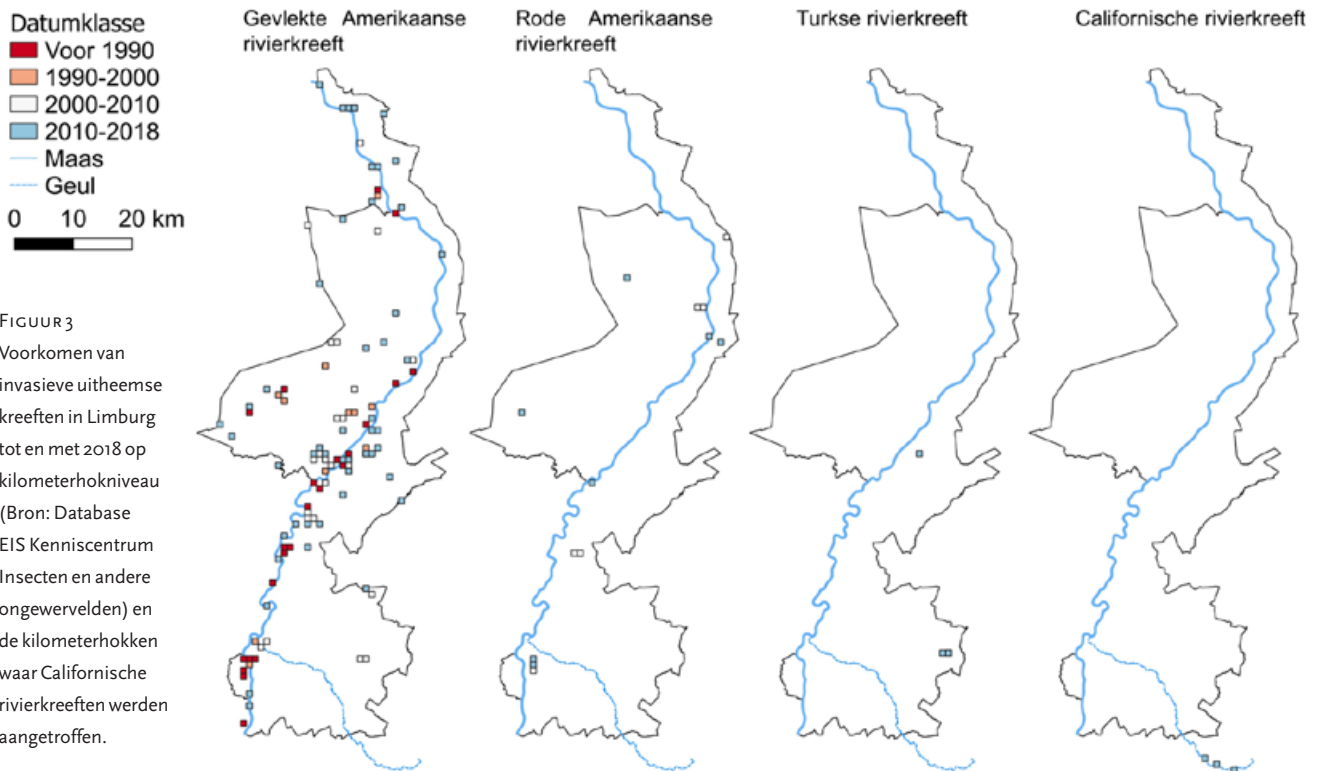 Datumklasse
Voor 1990
1990-2000
2000-2010
2010-2018
Maas
Geul
0 10 20 km
Gevlekte Amerikaanse
rivierkreeft
Rode Amerikaanse
rivierkreeft
Turkse rivierkreeft
Californische rivierkreeft
FIGUUR 3
Voorkomen van
invasieve uitheemse
kreeften in Limburg
tot en met 2018 op
kilometerhokniveau
(Bron: Database
EIS Kenniscentrum
Insecten en andere
ongewervelden) en
de kilometerhokken
waar Californische
rivierkreeften werden
aangetroffen.